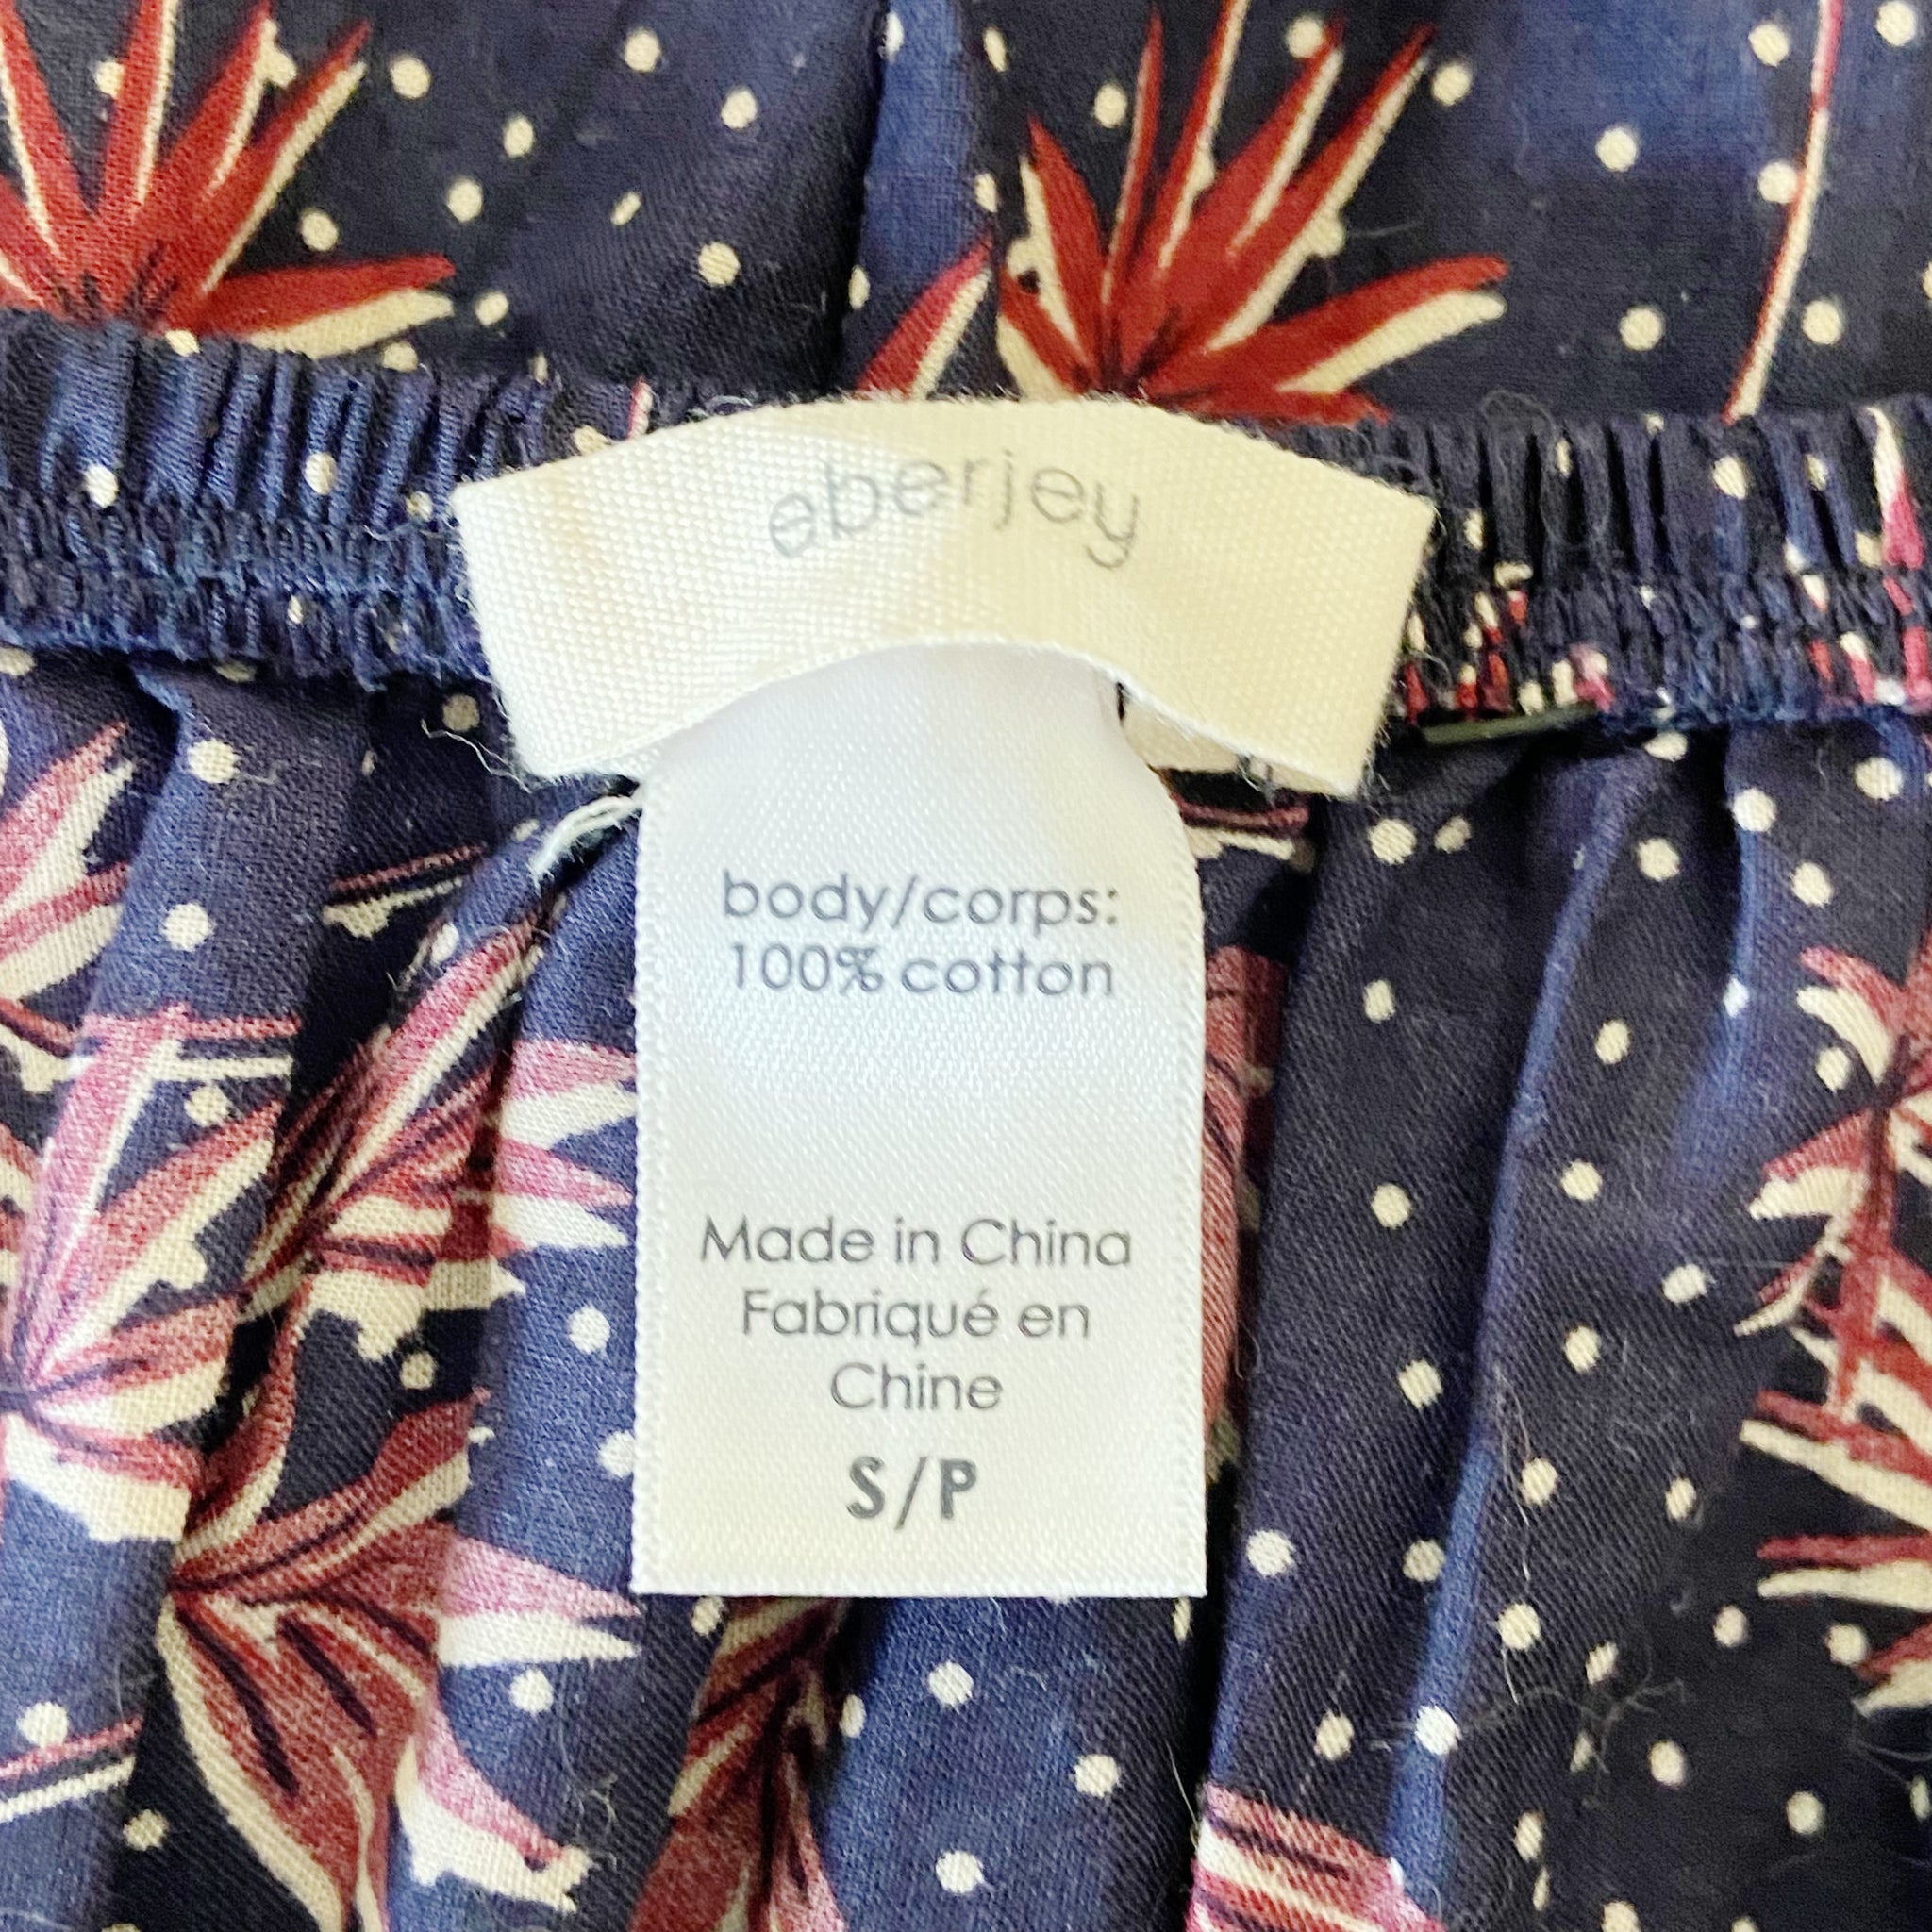 eberjey
body/corps:
100% cotton
Made in China
Fabriqué en
Chine
S/P